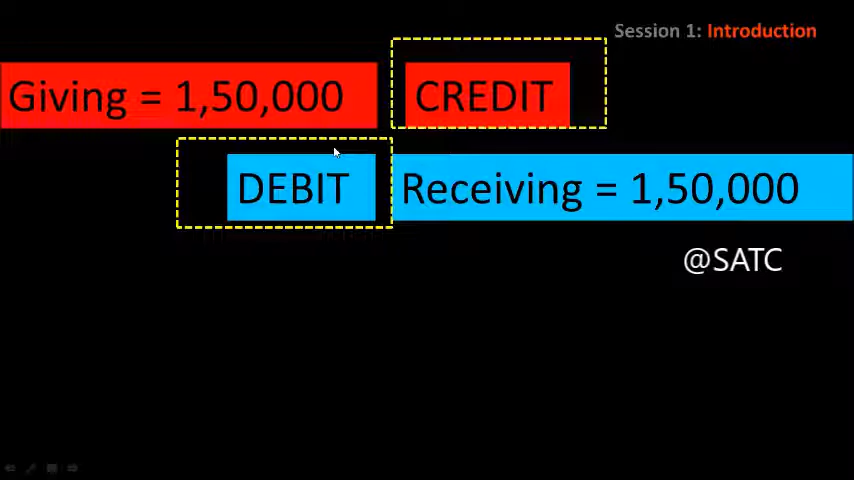 Session 1: Introduction
Giving = 1,50,000 CREDIT
DEBIT Receiving = 1,50,000
@SATC